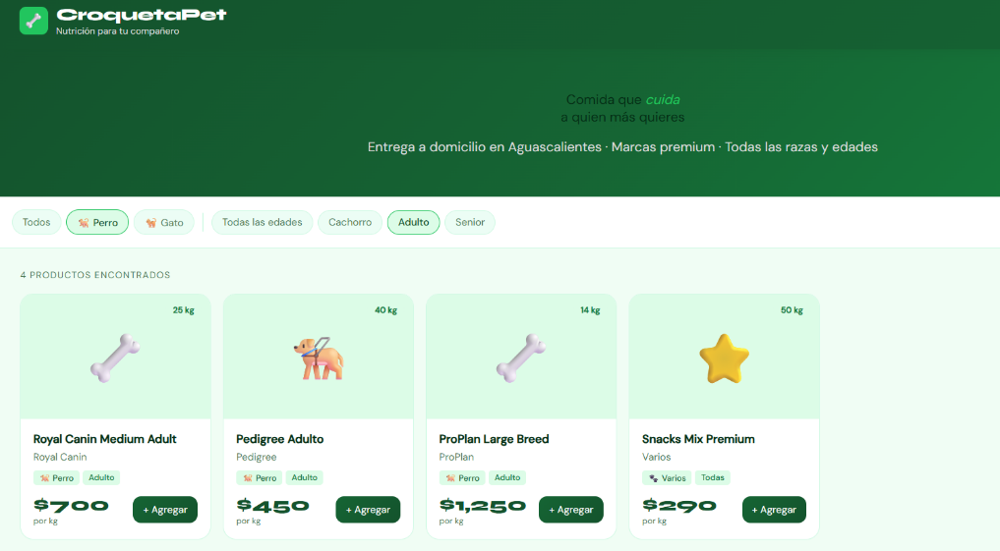 CroquetaPet
Nutrición para tu compañero
Comida que cuida
a quien más quieres
Entrega a domicilio en Aguascalientes · Marcas premium · Todas las razas y edades
Todos
Perro
Gato
Todas las edades
Cachorro
Adulto
Senior
4 PRODUCTOS ENCONTRADOS
25 kg
Royal Canin Medium Adult
Royal Canin
Perro
Adulto
$700
por kg
+ Agregar
40 kg
Pedigree Adulto
Pedigree
Perro
Adulto
$450
por kg
+ Agregar
14 kg
ProPlan Large Breed
ProPlan
Perro
Adulto
$1,250
por kg
+ Agregar
50 kg
Snacks Mix Premium
Varios
Varios
Todas
$290
por kg
+ Agregar